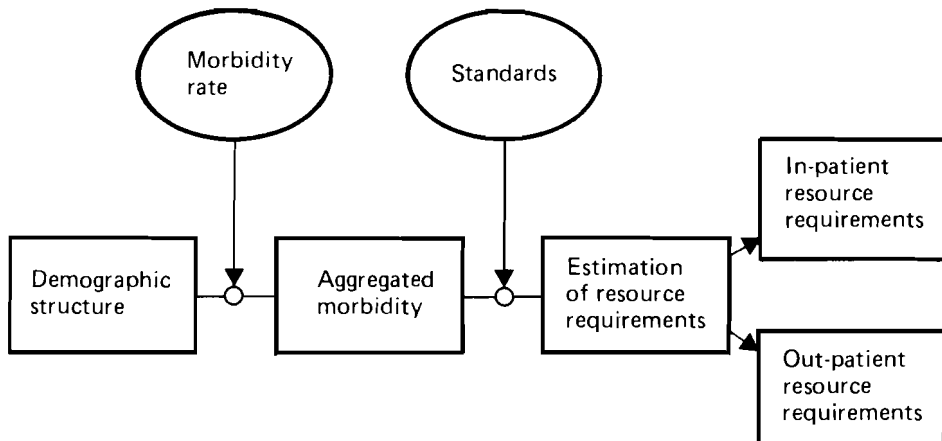 Morbidity
rate
Standards
In-patient
resource
requirements
Demographic
structure
Aggregated
morbidity
Estimation
of resource
requirements
Out-patient
resource
requirements